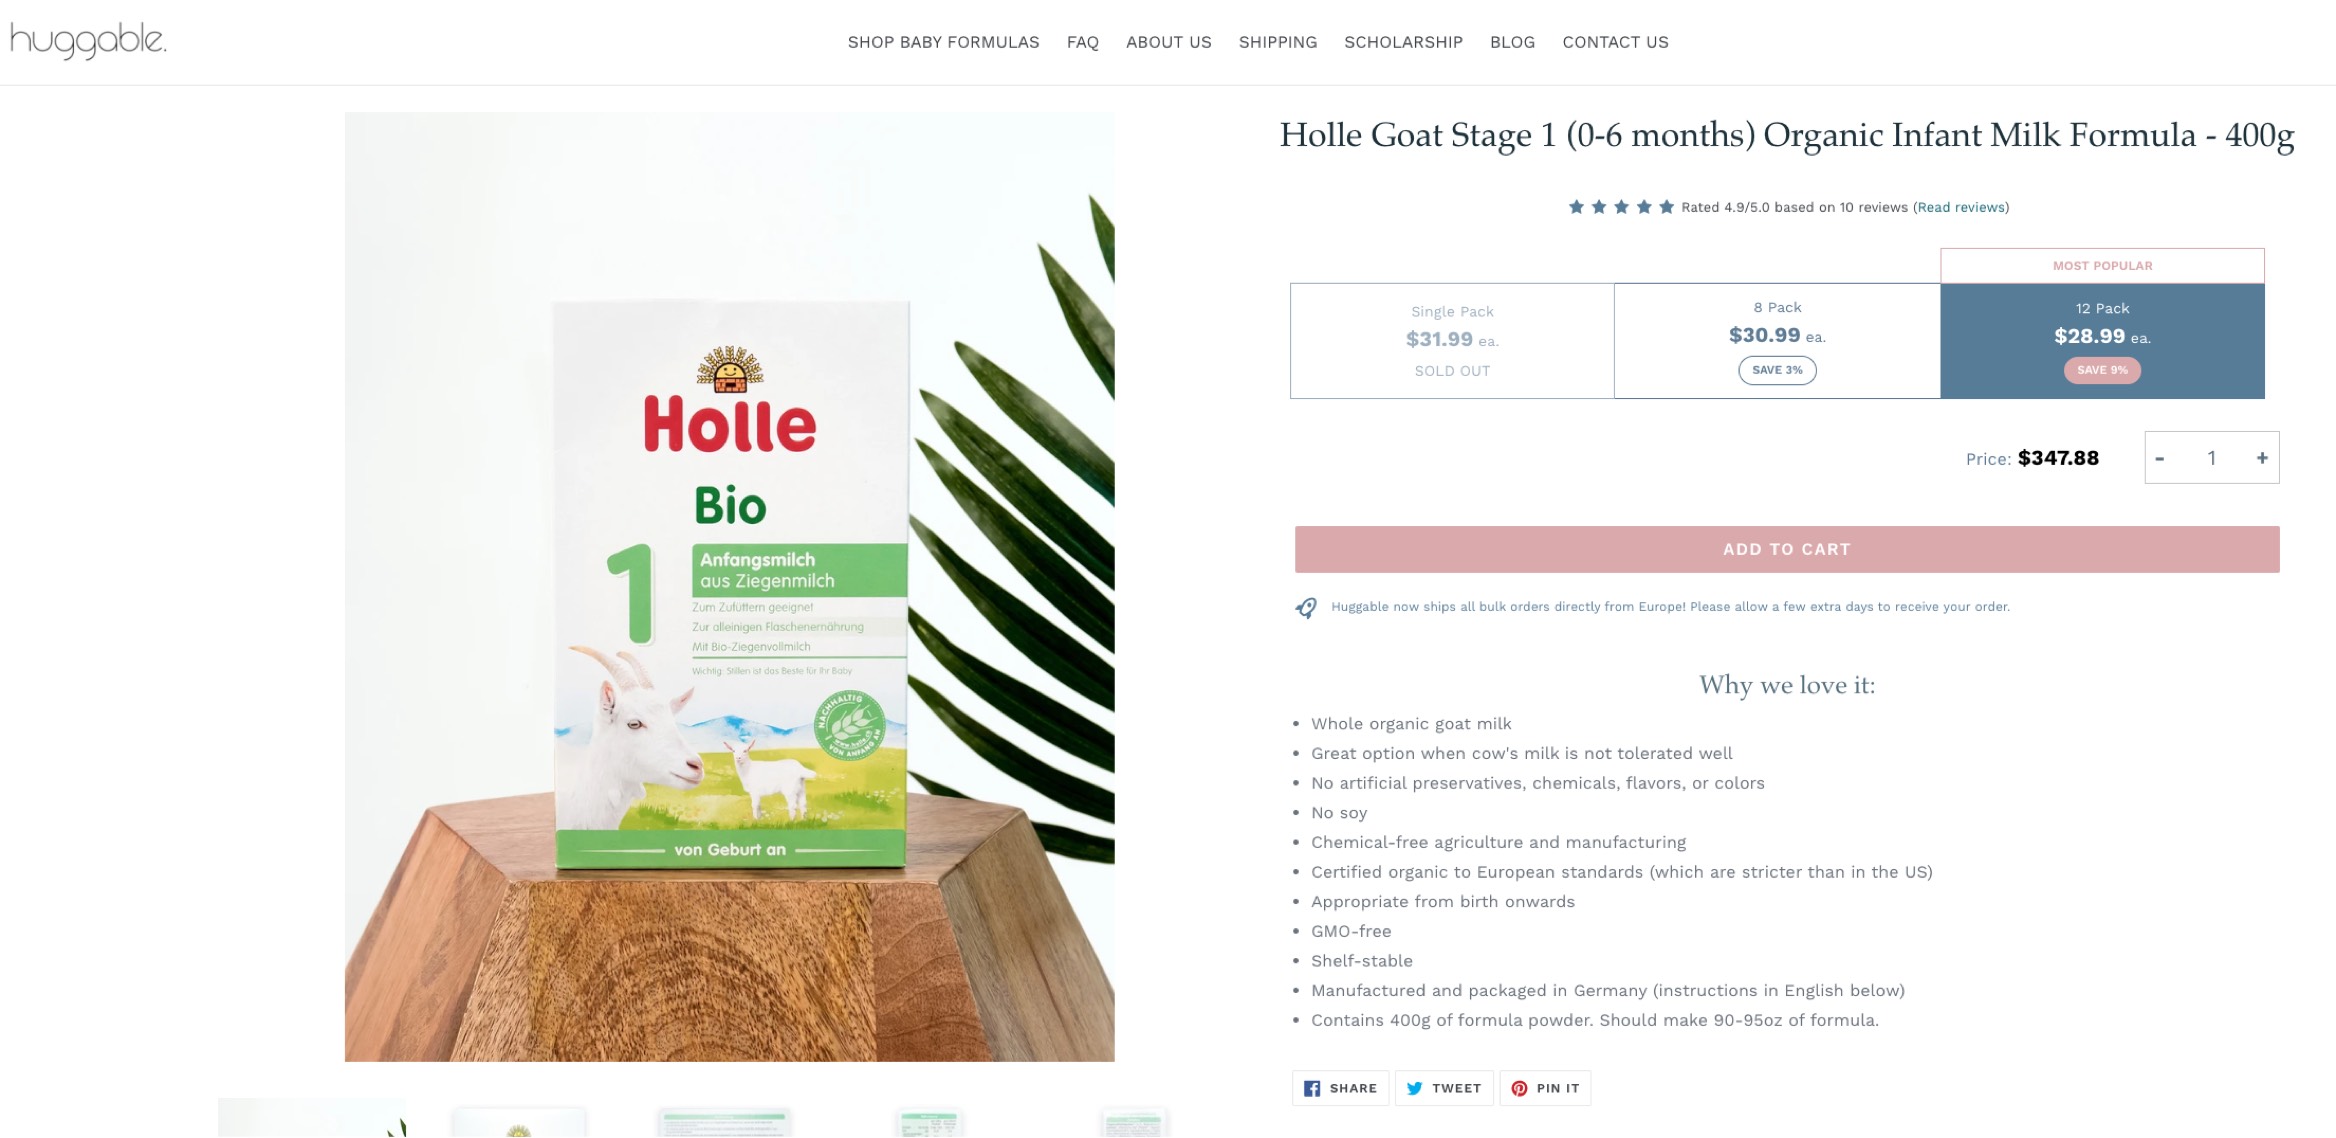 huggable.
SHOP BABY FORMULAS FAQ ABOUT US SHIPPING SCHOLARSHIP BLOG CONTACT US
Holle
Bio
1
Anfangsmilch
aus Ziegenmilch
Zum Zufüttern geeignet
Zur alleinigen Flaschenernährung
Mit Bio-Ziegenvollmilch
Wichtig: Stillen ist das Beste für Ihr Baby
NACHHALTIG
www.holle.ch
VON ANFANG AN
von Geburt an
Holle Goat Stage 1 (0-6 months) Organic Infant Milk Formula - 400g
Rated 4.9/5.0 based on 10 reviews (Read reviews)
MOST POPULAR
Single Pack
$31.99 ea.
SOLD OUT
8 Pack
$30.99 ea.
SAVE 3%
12 Pack
$28.99 ea.
SAVE 9%
Price: $347.88
- 1 +
ADD TO CART
Huggable now ships all bulk orders directly from Europe! Please allow a few extra days to receive your order.
Why we love it:
• Whole organic goat milk
• Great option when cow's milk is not tolerated well
• No artificial preservatives, chemicals, flavors, or colors
• No soy
• Chemical-free agriculture and manufacturing
• Certified organic to European standards (which are stricter than in the US)
• Appropriate from birth onwards
• GMO-free
• Shelf-stable
• Manufactured and packaged in Germany (instructions in English below)
• Contains 400g of formula powder. Should make 90-95oz of formula.
SHARE TWEET PIN IT